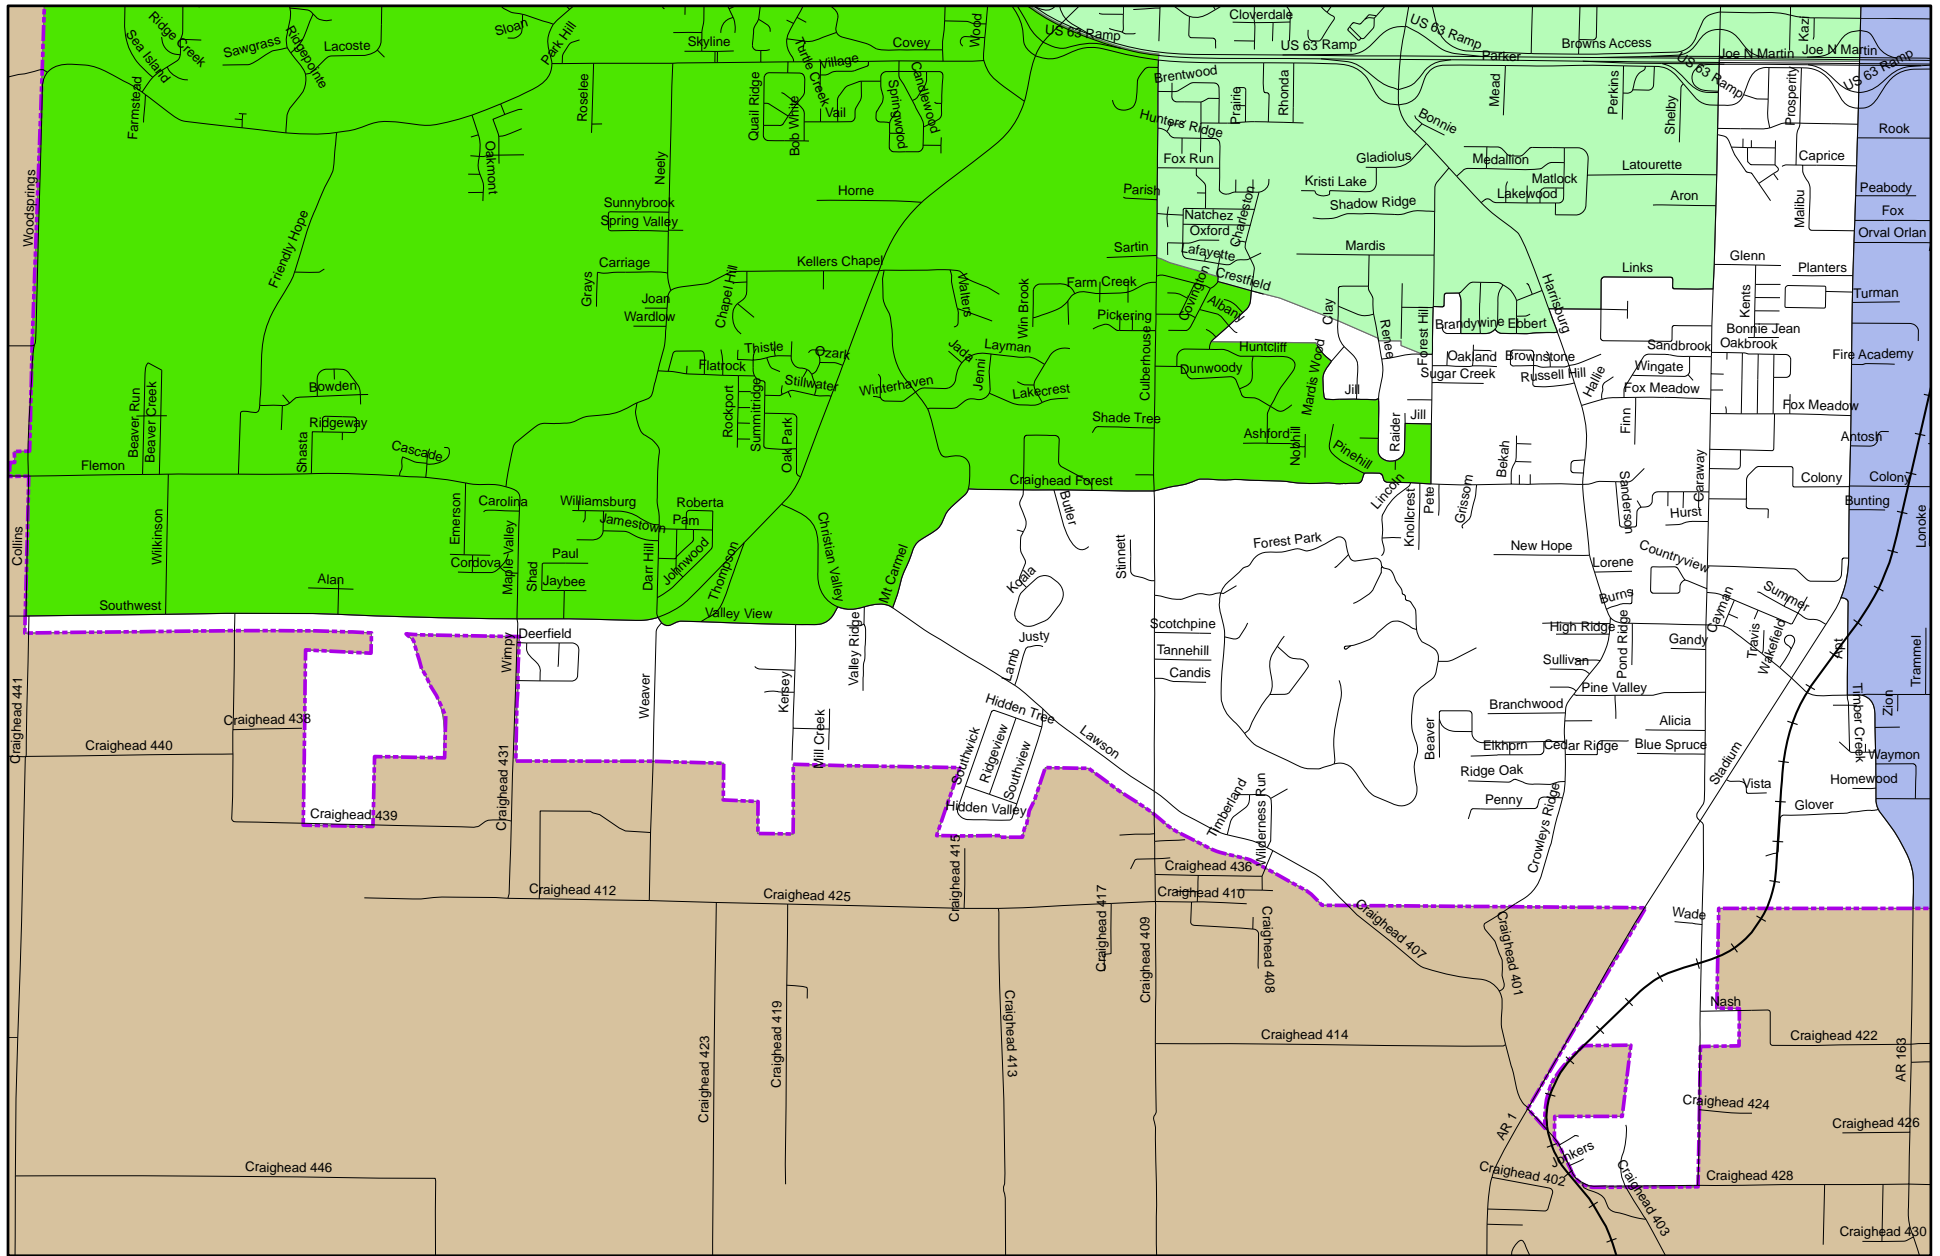 Cloverdale
Wood
Kaz
Sloan
Ridge Creek
Sea Island
Sawgrass
Ridgepointe
Lacoste
Park Hill
Skyline
Turtle Creek
Covey
US 63 Ramp
US 63 Ramp
US 63 Ramp
Browns Access
Joe N Martin
Joe N Martin
Parker
US 63 Ramp
US 63 Ramp
Village
Farmstead
Roselee
Quail Ridge
Bob White
Vail
Springwood
Candlewood
Brentwood
Prairie
Rhonda
Mead
Perkins
Shelby
Prosperity
Hunters Ridge
Bonnie
Rook
Oakmont
Neely
Fox Run
Gladiolus
Medallion
Latourette
Caprice
Woodsprings
Horne
Parish
Kristi Lake
Matlock
Lakewood
Aron
Peabody
Sunnybrook
Spring Valley
Natchez
Charleston
Shadow Ridge
Malibu
Fox
Oxford
Orval Orlan
Friendly Hope
Sartin
Lafayette
Mardis
Glenn
Carriage
Kellers Chapel
Grays
Chapel Hill
Walters
Farm Creek
Covington
Crestfield
Links
Planters
Joan
Wardlow
Win Brook
Pickering
Albany
Clay
Harrisburg
Kents
Turman
Renee
Forest Hill
Brandywine
Ebbert
Bonnie Jean
Thistle
Ozark
Jada
Layman
Culberhouse
Huntcliff
Sandbrook
Oakbrook
Flatrock
Oakland
Brownstone
Fire Academy
Stillwater
Winterhaven
Jenni
Dunwoody
Mardis Wood
Sugar Creek
Russell Hill
Hallie
Wingate
Bowden
Lakecrest
Jill
Fox Meadow
Beaver Run
Beaver Creek
Rockport
Summitridge
Shade Tree
Jill
Fox Meadow
Ridgeway
Shasta
Oak Park
Ashford
Nobhill
Raider
Finn
Antosh
Cascade
Pinehill
Bekah
Flemon
Craighead Forest
Colony
Colony
Caraway
Emerson
Carolina
Williamsburg
Roberta
Butler
Lincoln
Knollcrest
Pete
Grissom
Sanderson
Bunting
Jamestown
Pam
Hurst
Lonoke
Wilkinson
Collins
Christian Valley
Stinnett
Forest Park
New Hope
Countryview
Maple Valley
Paul
Cordova
Shad
Jaybee
Darr Hill
Johnwood
Thompson
Mt Carmel
Koala
Lorene
Alan
Burns
Cayman
Summer
Southwest
Valley View
Scotchpine
High Ridge
Pond Ridge
Gandy
Travis
Wakefield
Apt
Deerfield
Wimpy
Valley Ridge
Justy
Lamb
Tannehill
Candis
Sullivan
Trammel
Craighead 441
Weaver
Kersey
Pine Valley
Branchwood
Timber Creek
Zion
Craighead 438
Hidden Tree
Alicia
Craighead 440
Mill Creek
Southwick
Ridgeview
Southview
Lawson
Beaver
Elkhorn
Cedar Ridge
Blue Spruce
Waymon
Craighead 431
Stadium
Ridge Oak
Vista
Homewood
Craighead 439
Hidden Valley
Timberland
Wilderness Run
Penny
Crowleys Ridge
Glover
Craighead 415
Craighead 436
Craighead 412
Craighead 425
Craighead 410
Craighead 417
Craighead 409
Craighead 408
Craighead 407
Craighead 401
Wade
Nash
Craighead 423
Craighead 419
Craighead 413
Craighead 414
Craighead 422
AR 163
AR 1
Craighead 424
Craighead 426
Jonkers
Craighead 446
Craighead 402
Craighead 403
Craighead 428
Craighead 430